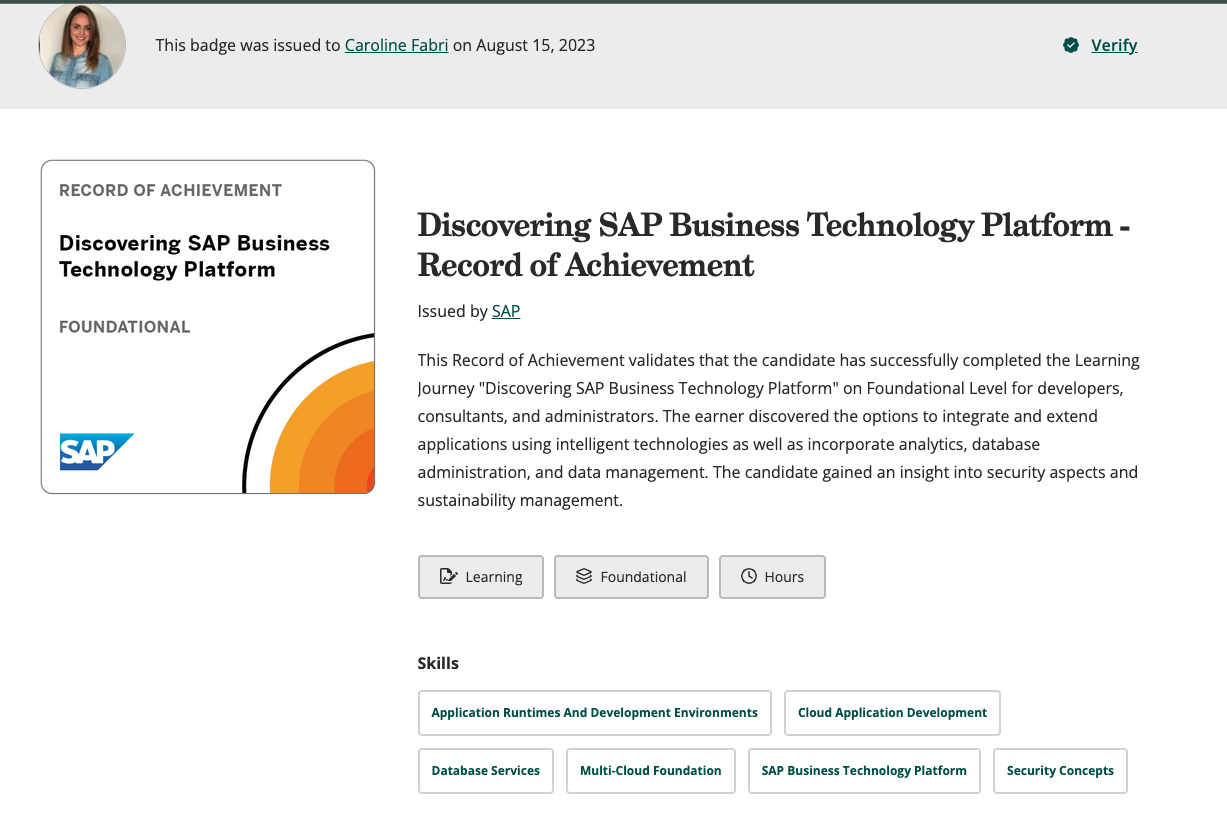 This badge was issued to Caroline Fabri on August 15, 2023
Verify
RECORD OF ACHIEVEMENT
Discovering SAP Business
Technology Platform
FOUNDATIONAL
SAP
Discovering SAP Business Technology Platform -
Record of Achievement
Issued by SAP
This Record of Achievement validates that the candidate has successfully completed the Learning
Journey "Discovering SAP Business Technology Platform" on Foundational Level for developers,
consultants, and administrators. The earner discovered the options to integrate and extend
applications using intelligent technologies as well as incorporate analytics, database
administration, and data management. The candidate gained an insight into security aspects and
sustainability management.
Learning
Foundational
Hours
Skills
Application Runtimes And Development Environments
Cloud Application Development
Database Services
Multi-Cloud Foundation
SAP Business Technology Platform
Security Concepts